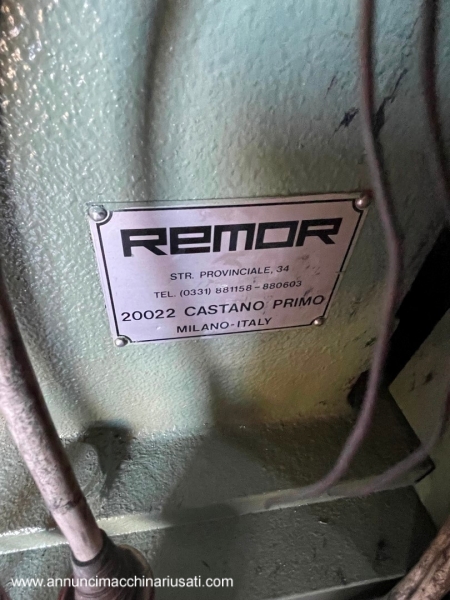 REMOR
STR. PROVINCIALE, 34
TEL. (0331) 881158-880603
20022 CASTANO PRIMO
MILANO-ITALY
www.annuncimacchinariusati.com